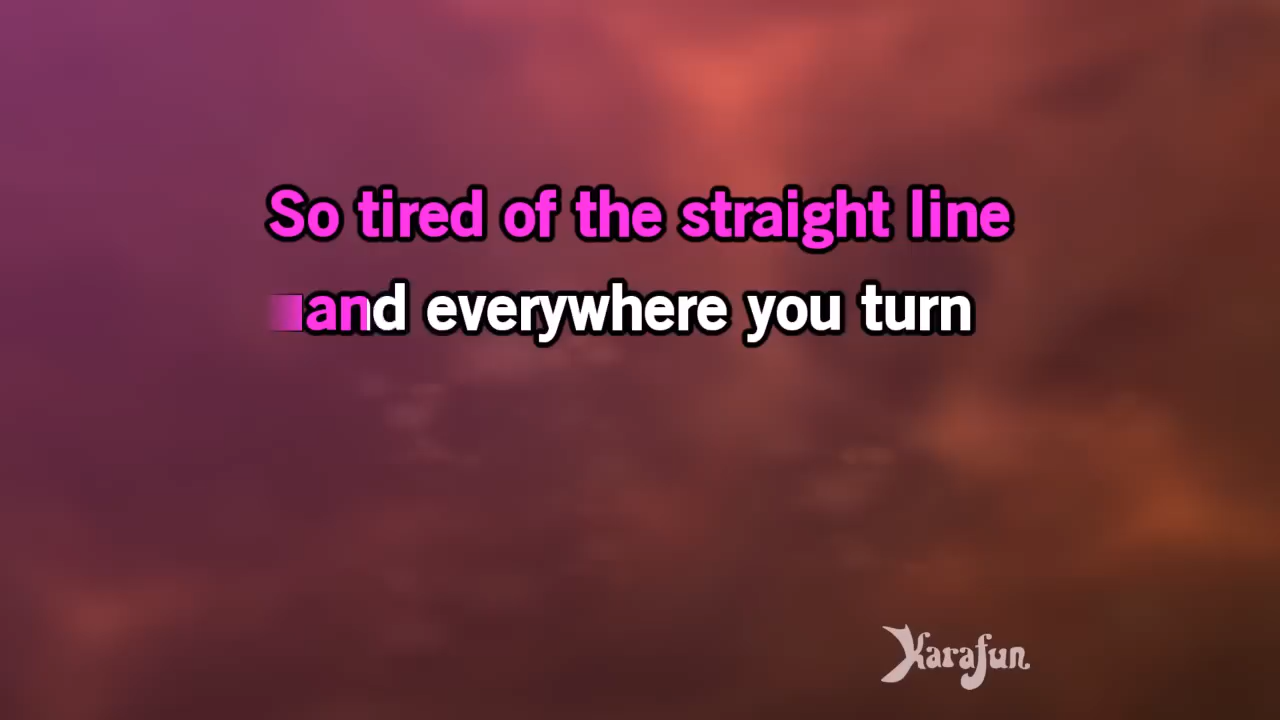 So tired of the straight line
and everywhere you turn
Karafun